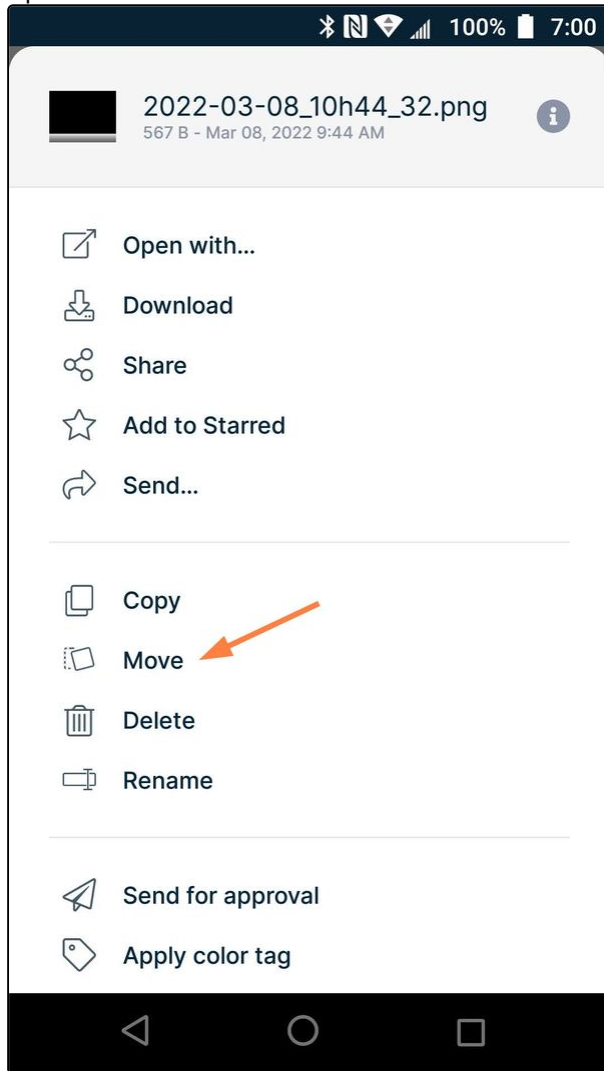 100% 7:00
2022-03-08_10h44_32.png
567 B - Mar 08, 2022 9:44 AM
Open with...
Download
Share
Add to Starred
Send...
Copy
Move
Delete
Rename
Send for approval
Apply color tag